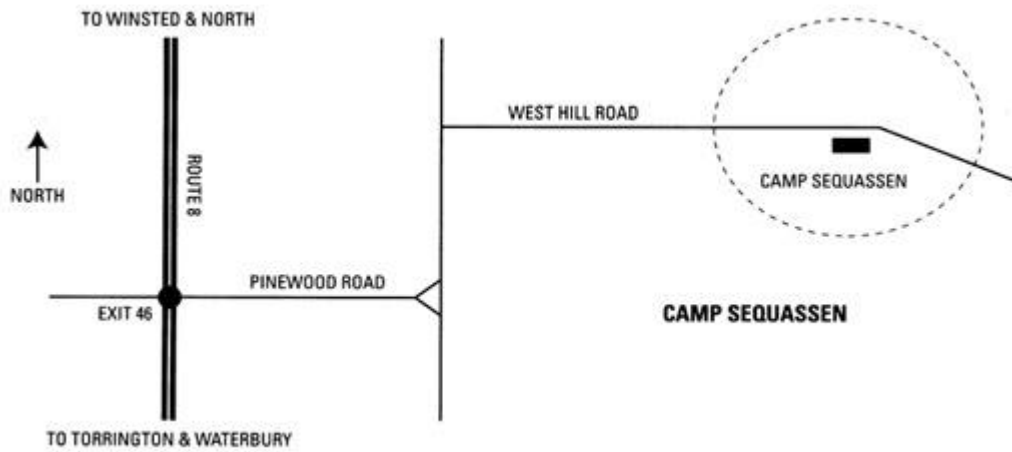 TO WINSTED & NORTH
WEST HILL ROAD
ROUTE 8
NORTH
CAMP SEQUASSEN
PINEWOOD ROAD
EXIT 46
CAMP SEQUASSEN
TO TORRINGTON & WATERBURY